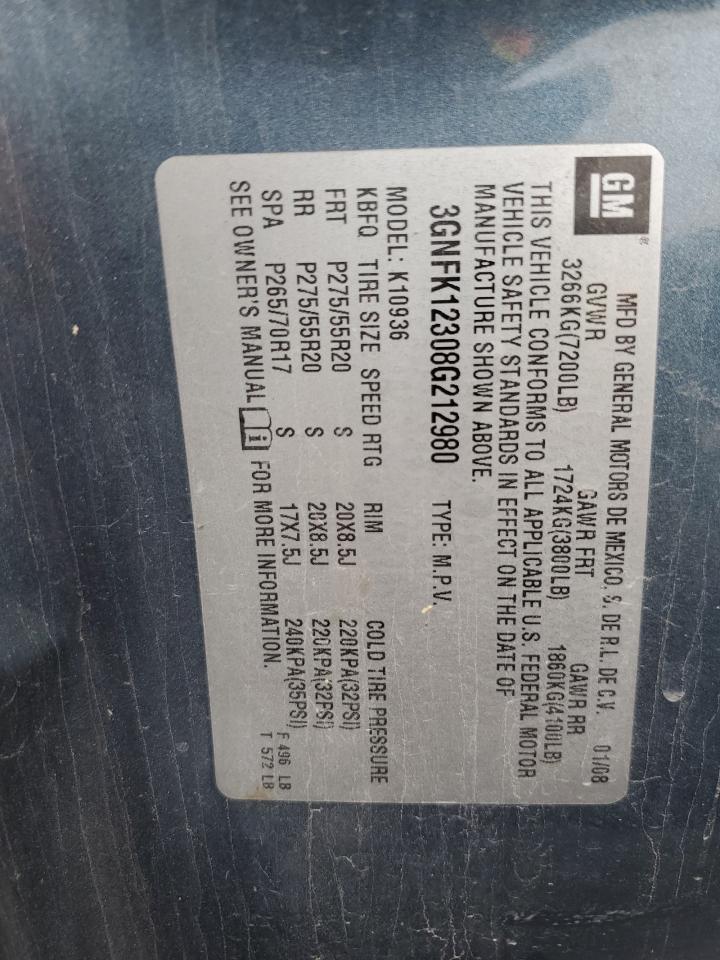 GM®
MFD BY GENERAL MOTORS DE MEXICO, S. DE R.L. DE C.V. 01/08
GVWR GAWR FRT GAWR RR
3266KG(7200LB) 1724KG(3800LB) 1860KG(4100LB)
THIS VEHICLE CONFORMS TO ALL APPLICABLE U.S. FEDERAL MOTOR
VEHICLE SAFETY STANDARDS IN EFFECT ON THE DATE OF
MANUFACTURE SHOWN ABOVE.
3GNFK12308G212980 TYPE: M.P.V.
MODEL: K10936
KBFQ TIRE SIZE SPEED RTG RIM COLD TIRE PRESSURE
FRT P275/55R20 S 20X8.5J 220KPA(32PSI)
RR P275/55R20 S 20X8.5J 220KPA(32PSI)
SPA P265/70R17 S 17X7.5J 240KPA(35PSI)
SEE OWNER'S MANUAL i FOR MORE INFORMATION.
F 496 LB
T 572 LB